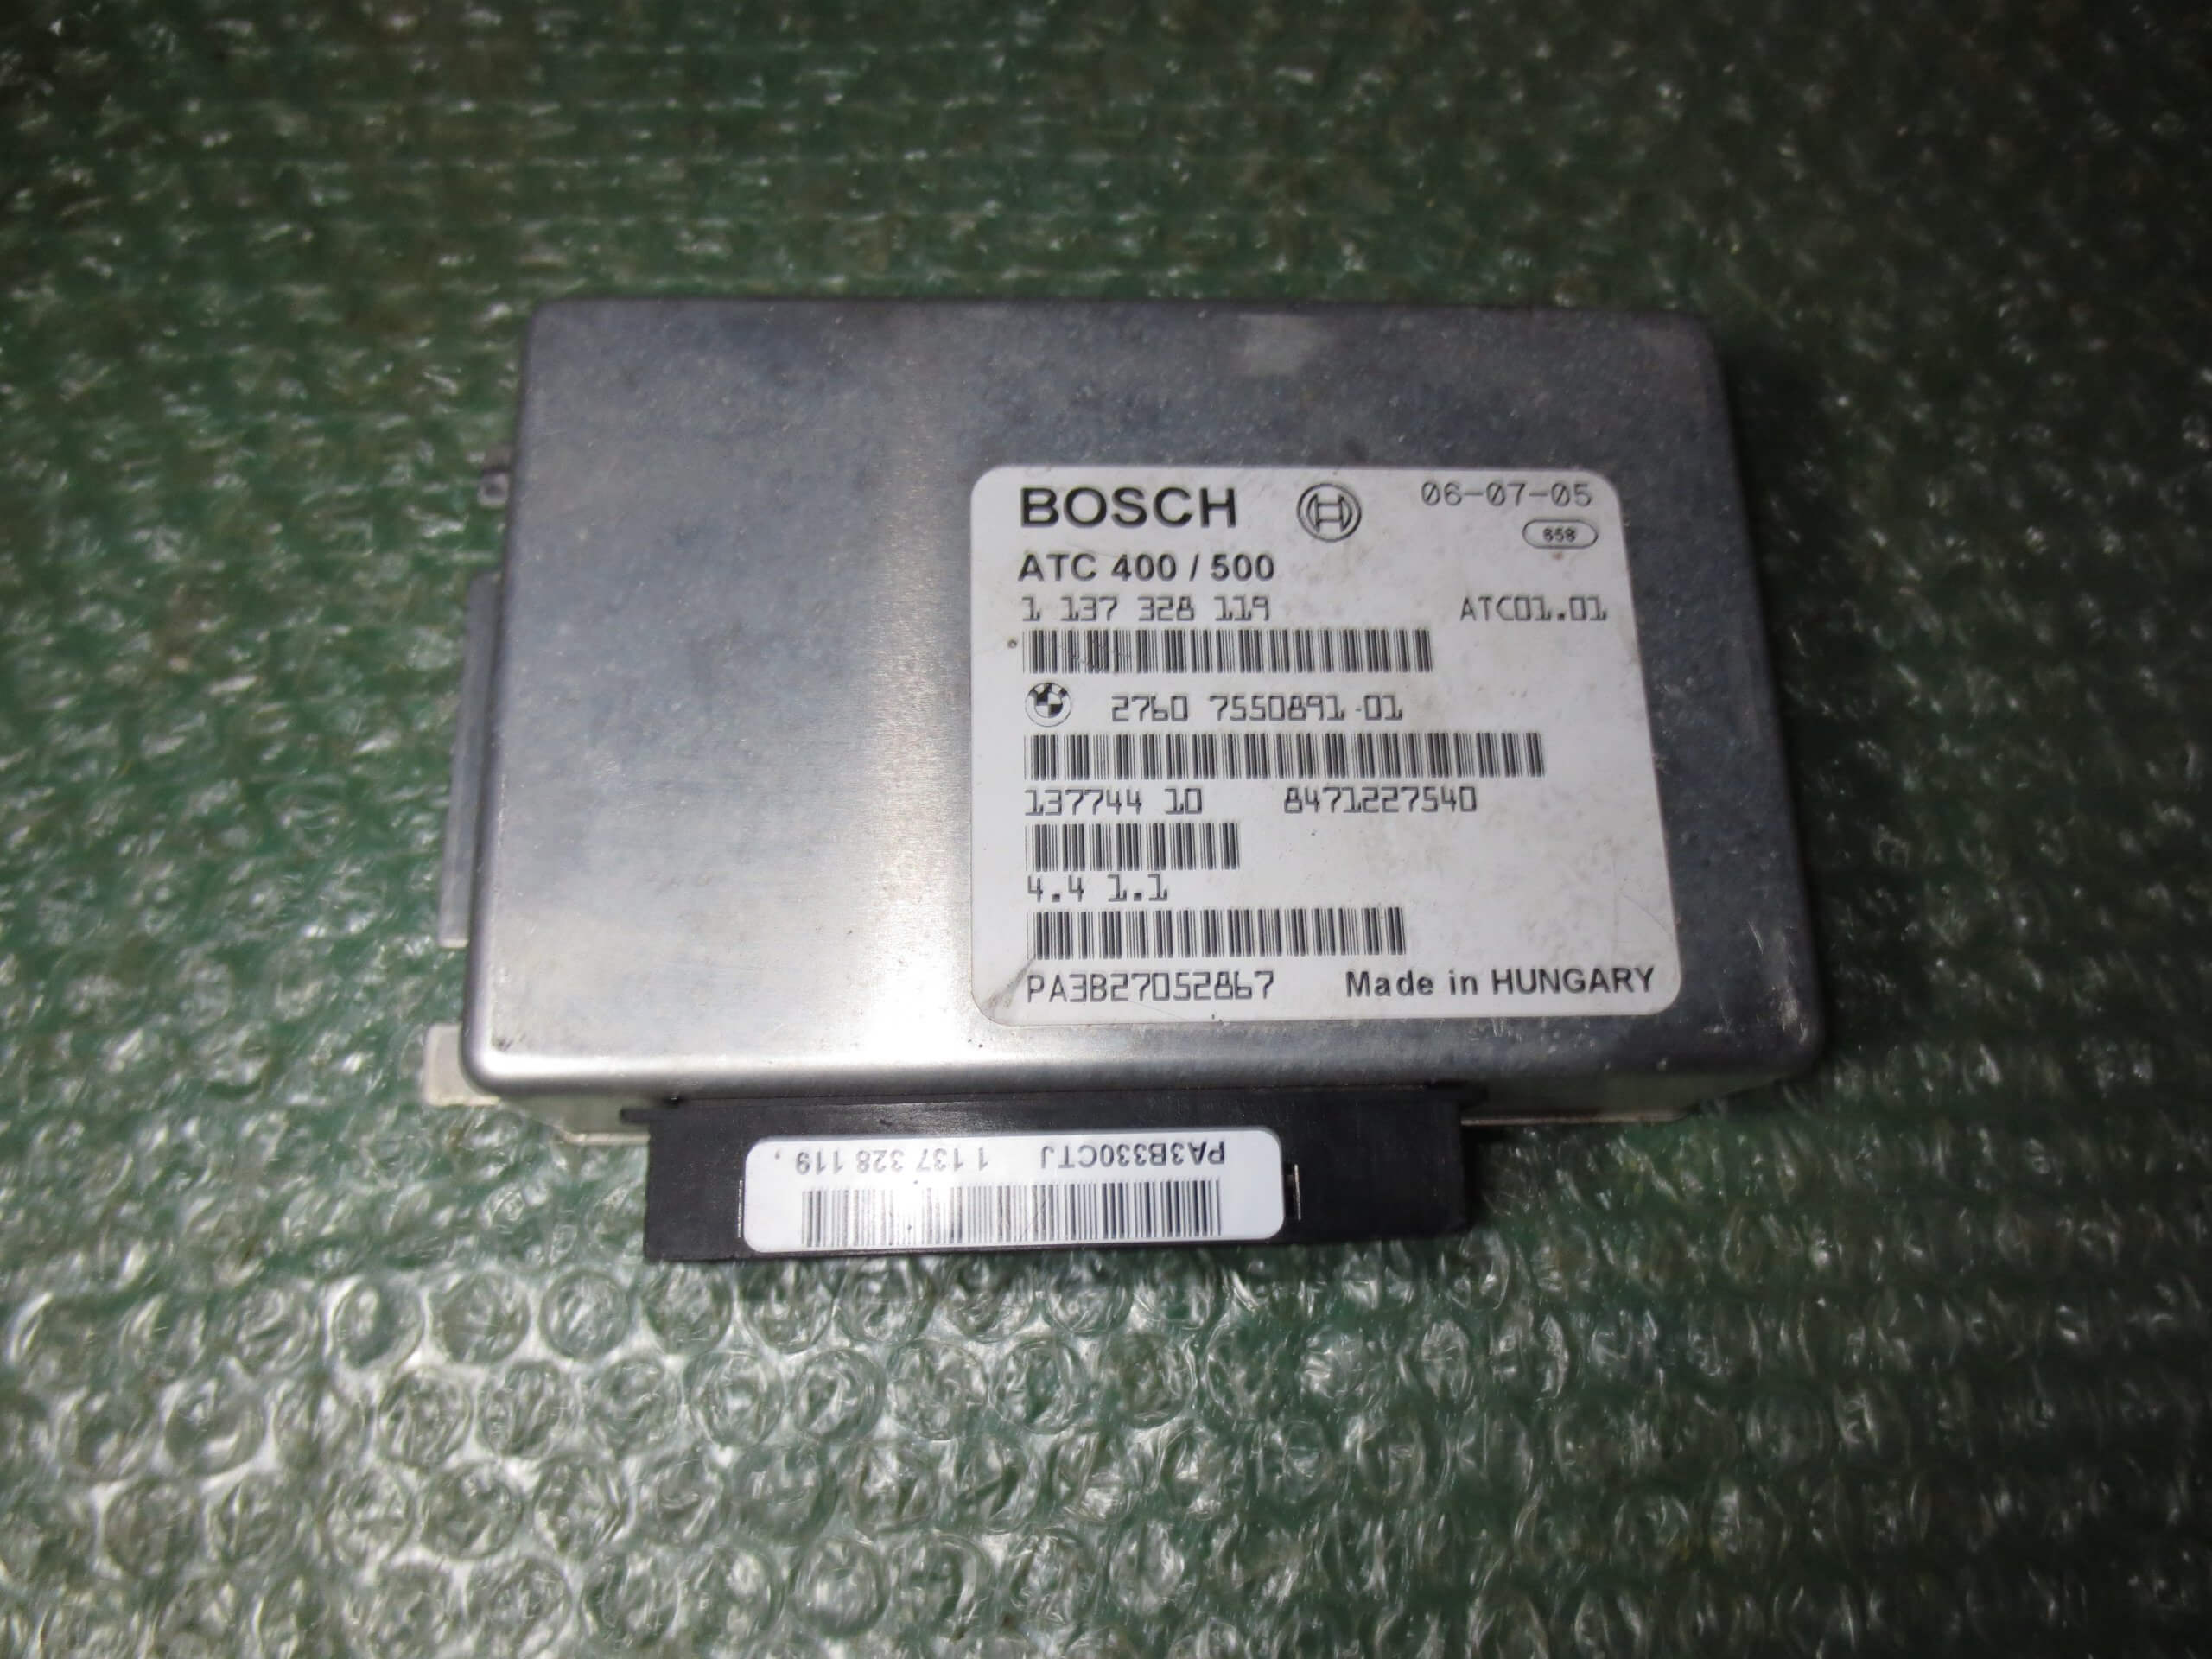 BOSCH 06-07-05
858
ATC 400 / 500
1 137 328 119 ATC01.01
2760 7550891-01
137744 10 8471227540
4.4 1.1
PA3B27052867 Made in HUNGARY
PA3B330CTJ 1 137 328 119 ,